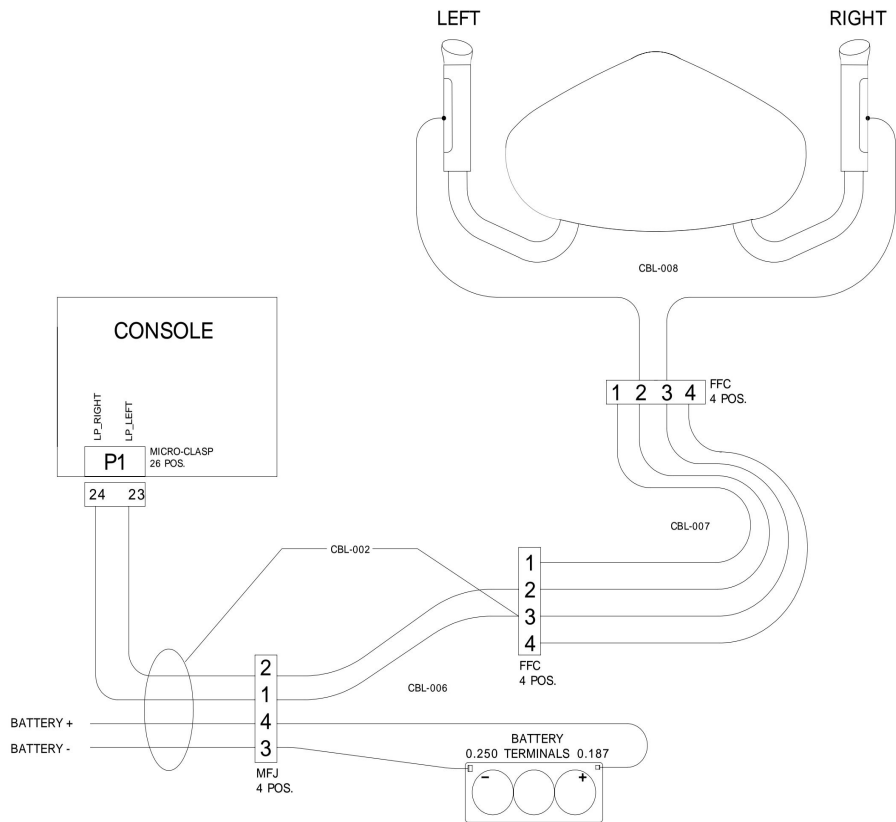 LEFT
RIGHT
CBL-008
CONSOLE
LP_RIGHT
LP_LEFT
P1
MICRO-CLASP
26 POS.
24 23
1 2 3 4
FFC
4 POS.
CBL-007
CBL-002
1
2
3
4
FFC
4 POS.
CBL-006
2
1
4
3
MFJ
4 POS.
BATTERY +
BATTERY -
BATTERY
0.250 TERMINALS 0.187
- +